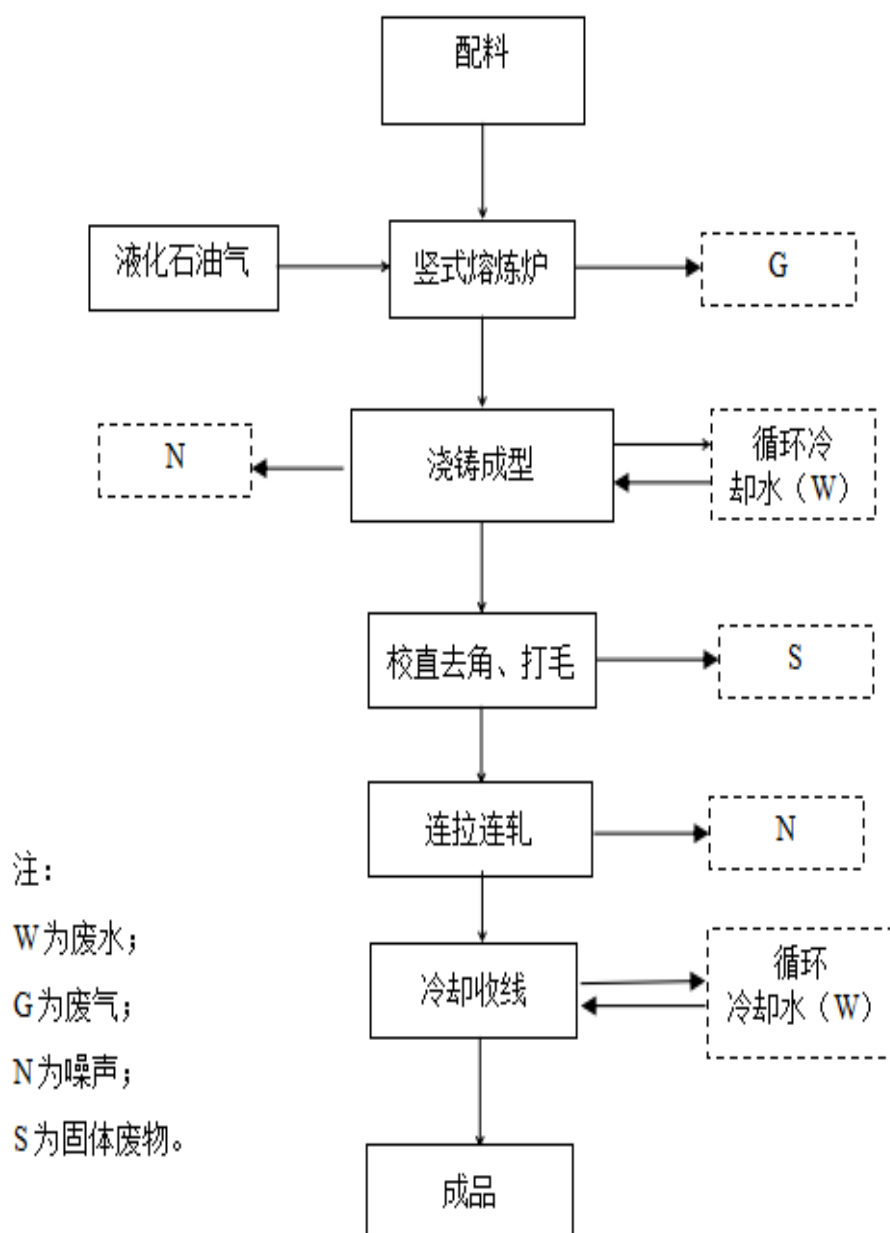 配料
液化石油气
竖式熔炼炉
G
N
浇铸成型
循环冷
却水（W）
校直去角、打毛
S
连拉连轧
N
注：
W为废水；
G为废气；
N为噪声；
S为固体废物。
冷却收线
循环
冷却水（W）
成品